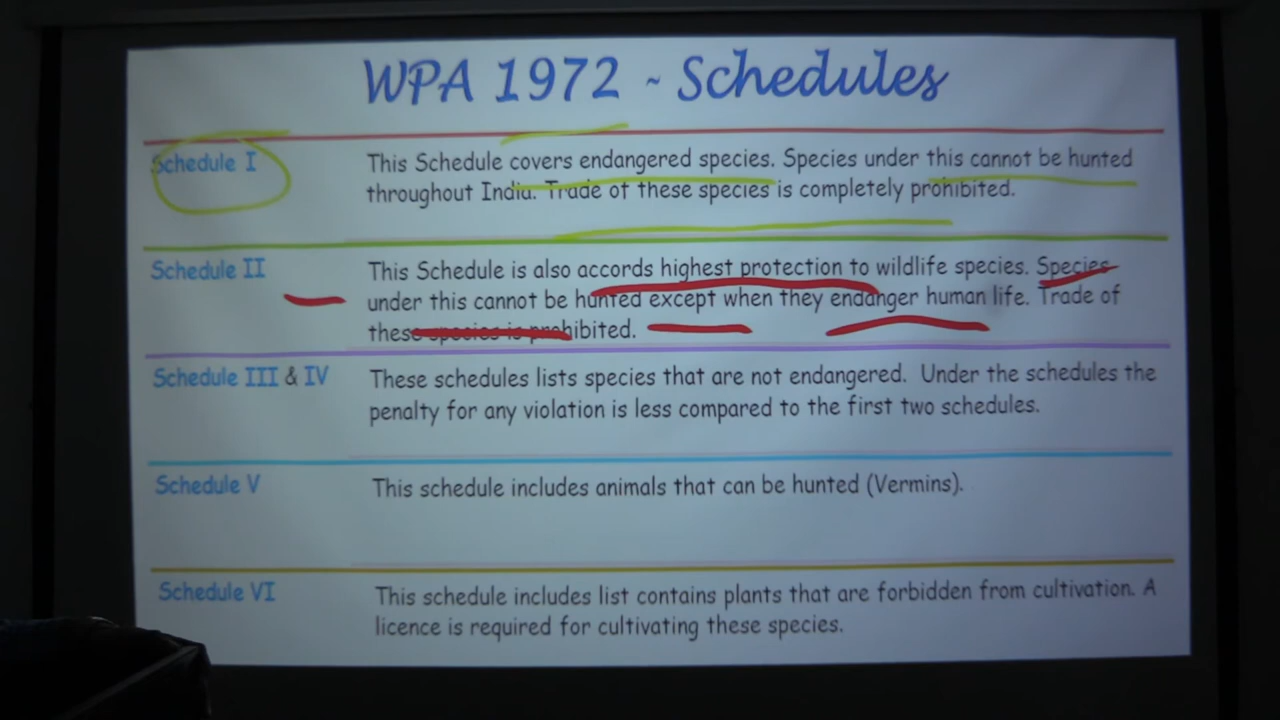 WPA 1972 ~ Schedules
Schedule I
This Schedule covers endangered species. Species under this cannot be hunted
throughout India. Trade of these species is completely prohibited.
Schedule II
This Schedule is also accords highest protection to wildlife species. Species
under this cannot be hunted except when they endanger human life. Trade of
these species is prohibited.
Schedule III & IV
These schedules lists species that are not endangered. Under the schedules the
penalty for any violation is less compared to the first two schedules.
Schedule V
This schedule includes animals that can be hunted (Vermins).
Schedule VI
This schedule includes list contains plants that are forbidden from cultivation. A
licence is required for cultivating these species.